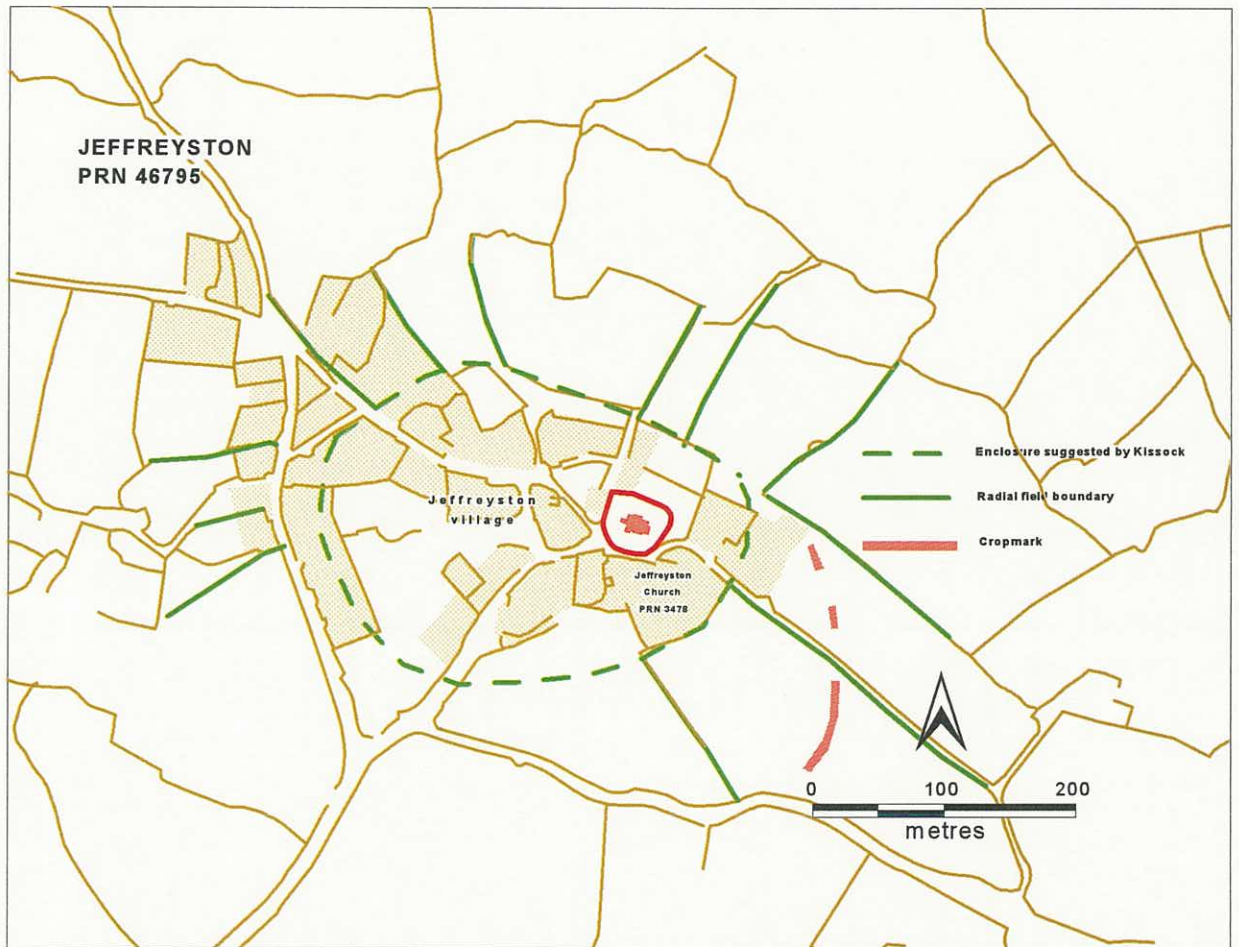 JEFFREYSTON
PRN 46795
Enclosure suggested by Kissock
Radial field boundary
Cropmark
Jeffreyston
village
Jeffreyston
Church
PRN 3478
0 100 200
metres